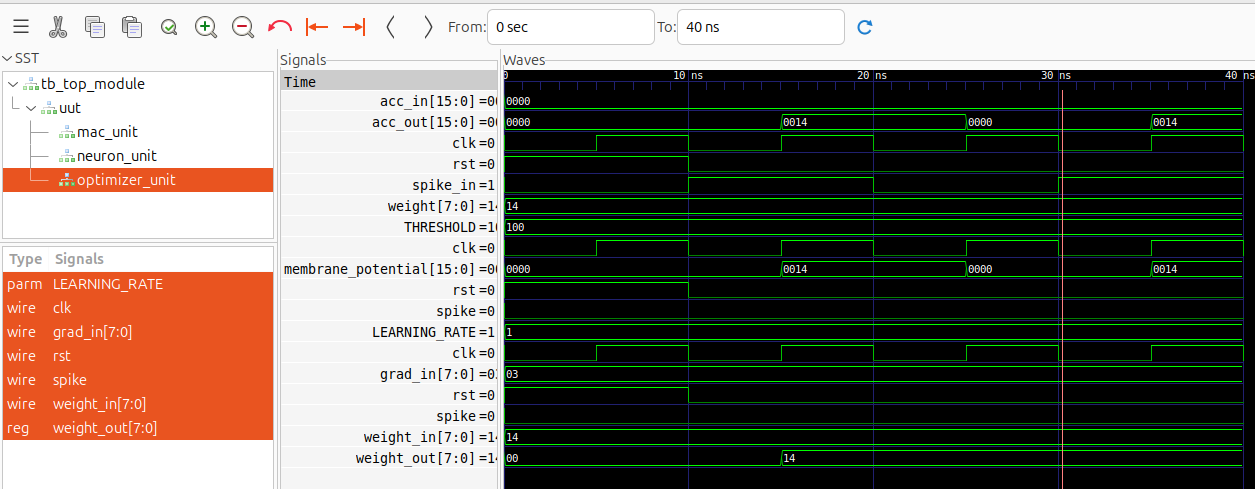 From: 0 sec To: 40 ns
SST
tb_top_module
uut
mac_unit
neuron_unit
optimizer_unit
Type Signals
parm LEARNING_RATE
wire clk
wire grad_in[7:0]
wire rst
wire spike
wire weight_in[7:0]
reg weight_out[7:0]
Signals
Time
acc_in[15:0] =00
acc_out[15:0] =00
clk =0
rst =0
spike_in =1
weight[7:0] =14
THRESHOLD =10
clk =0
membrane_potential[15:0] =00
rst =0
spike =0
LEARNING_RATE =1
clk =0
grad_in[7:0] =03
rst =0
spike =0
weight_in[7:0] =14
weight_out[7:0] =14
Waves
0 10 ns 20 ns 30 ns 40 ns
0000
0000 0014 0000 0014
14
100
0000 0014 0000 0014
1
03
14
00 14